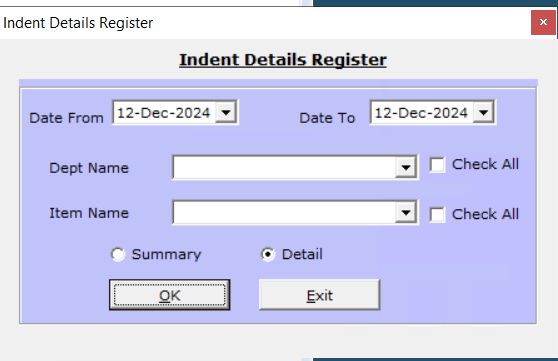 Indent Details Register
Indent Details Register
Date From 12-Dec-2024 Date To 12-Dec-2024
Dept Name Check All
Item Name Check All
Summary Detail
OK Exit